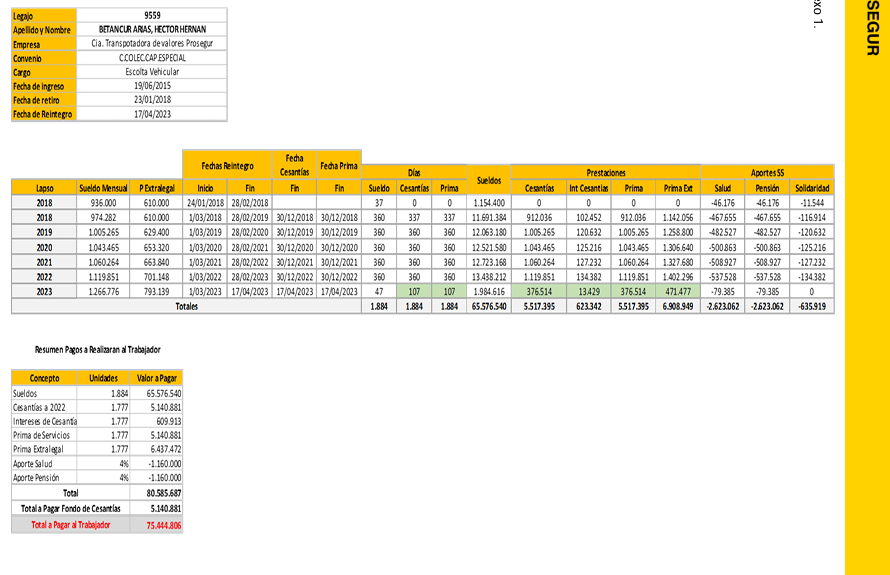 Legajo 9559
Apellido y Nombre BETANCUR ARIAS, HECTOR HERNAN
Empresa Cia. Transpotadora de valores Prosegur
Convenio C.COLEC.CAP.ESPECIAL
Cargo Escolta Vehicular
Fecha de ingreso 19/06/2015
Fecha de retiro 23/01/2018
Fecha de Reintegro 17/04/2023
exo 1.
SEGUR
Fechas Reintegro Fecha Cesantías Fecha Prima Días Sueldos Prestaciones Aportes SS
Lapso Sueldo Mensual P Extralegal Inicio Fin Fin Fin Sueldo Cesantías Prima Cesantías Int Cesantias Prima Prima Ext Salud Pensión Solidaridad
2018 936.000 610.000 24/01/2018 28/02/2018 37 0 0 1.154.400 0 0 0 0 -46.176 -46.176 -11.544
2018 974.282 610.000 1/03/2018 28/02/2019 30/12/2018 30/12/2018 360 337 337 11.691.384 912.036 102.452 912.036 1.142.056 -467.655 -467.655 -116.914
2019 1.005.265 629.400 1/03/2019 28/02/2020 30/12/2019 30/12/2019 360 360 360 12.063.180 1.005.265 120.632 1.005.265 1.258.800 -482.527 -482.527 -120.632
2020 1.043.465 653.320 1/03/2020 28/02/2021 30/12/2020 30/12/2020 360 360 360 12.521.580 1.043.465 125.216 1.043.465 1.306.640 -500.863 -500.863 -125.216
2021 1.060.264 663.840 1/03/2021 28/02/2022 30/12/2021 30/12/2021 360 360 360 12.723.168 1.060.264 127.232 1.060.264 1.327.680 -508.927 -508.927 -127.232
2022 1.119.851 701.148 1/03/2022 28/02/2023 30/12/2022 30/12/2022 360 360 360 13.438.212 1.119.851 134.382 1.119.851 1.402.296 -537.528 -537.528 -134.382
2023 1.266.776 793.139 1/03/2023 17/04/2023 17/04/2023 17/04/2023 47 107 107 1.984.616 376.514 13.429 376.514 471.477 -79.385 -79.385 0
Totales 1.884 1.884 1.884 65.576.540 5.517.395 623.342 5.517.395 6.908.949 -2.623.062 -2.623.062 -635.919
Resumen Pagos a Realizaran al Trabajador
Concepto Unidades Valor a Pagar
Sueldos 1.884 65.576.540
Cesantías a 2022 1.777 5.140.881
Intereses de Cesantía 1.777 609.913
Prima de Servicios 1.777 5.140.881
Prima Extralegal 1.777 6.437.472
Aporte Salud 4% -1.160.000
Aporte Pensión 4% -1.160.000
Total 80.585.687
Total a Pagar Fondo de Cesantías 5.140.881
Total a Pagar al Trabajador 75.444.806